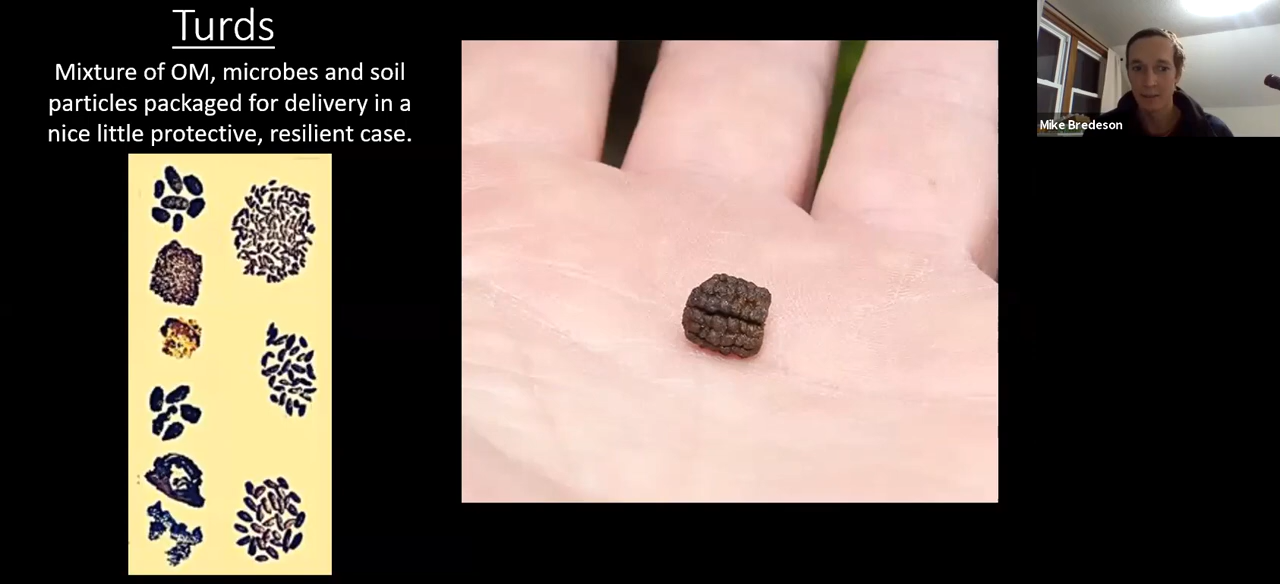 Turds
Mixture of OM, microbes and soil
particles packaged for delivery in a
nice little protective, resilient case.
Mike Bredeson